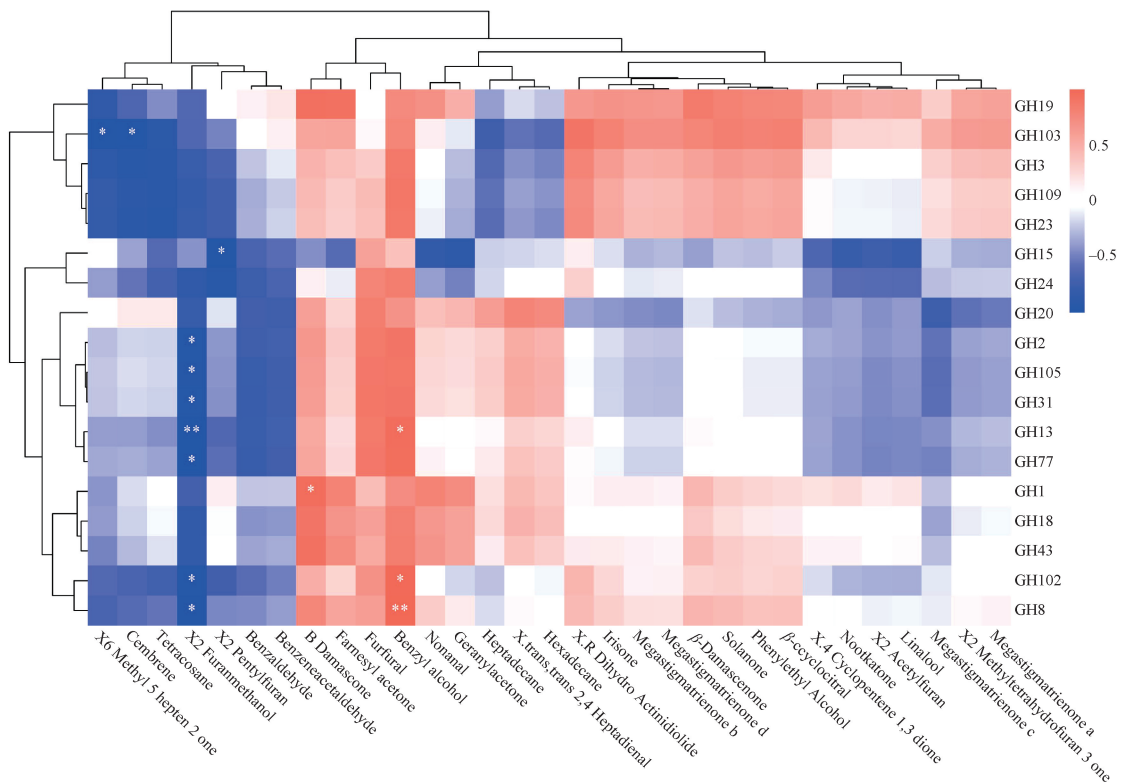 GH19
GH103
GH3
GH109
GH23
GH15
GH24
GH20
GH2
GH105
GH31
GH13
GH77
GH1
GH18
GH43
GH102
GH8
0.5
0
−0.5
* *
*
*
*
*
** *
*
*
* *
* **
X6 Methyl 5 hepten 2 one
Cembrene
Tetracosane
X2 Furanmethanol
X2 Pentylfuran
Benzaldehyde
Benzeneacetaldehyde
B Damascone
Farnesyl acetone
Furfural
Benzyl alcohol
Nonanal
Geranylacetone
Heptadecane
X.trans.trans 2,4 Heptadienal
Hexadecane
X.R Dihydro Actinidiolide
Irisone
Megastigmatrienone b
Megastigmatrienone d
β-Damascenone
Solanone
Phenylethyl Alcohol
β-ccyclocitral
X.4 Cyclopentene 1,3 dione
Nootkatone
X2 Acetylfuran
Linalool
Megastigmatrienone c
X2 Methyltetrahydrofuran 3 one
Megastigmatrienone a